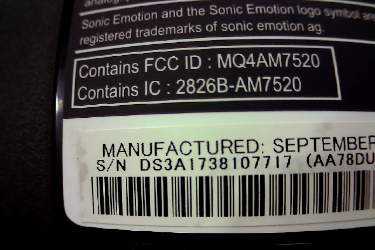 Sonic Emotion and the Sonic Emotion logo symbol are
registered trademarks of sonic emotion ag.
Contains FCC ID : MQ4AM7520
Contains IC : 2826B-AM7520
MANUFACTURED: SEPTEMBER
S/N DS3A1738107717 (AA78DU